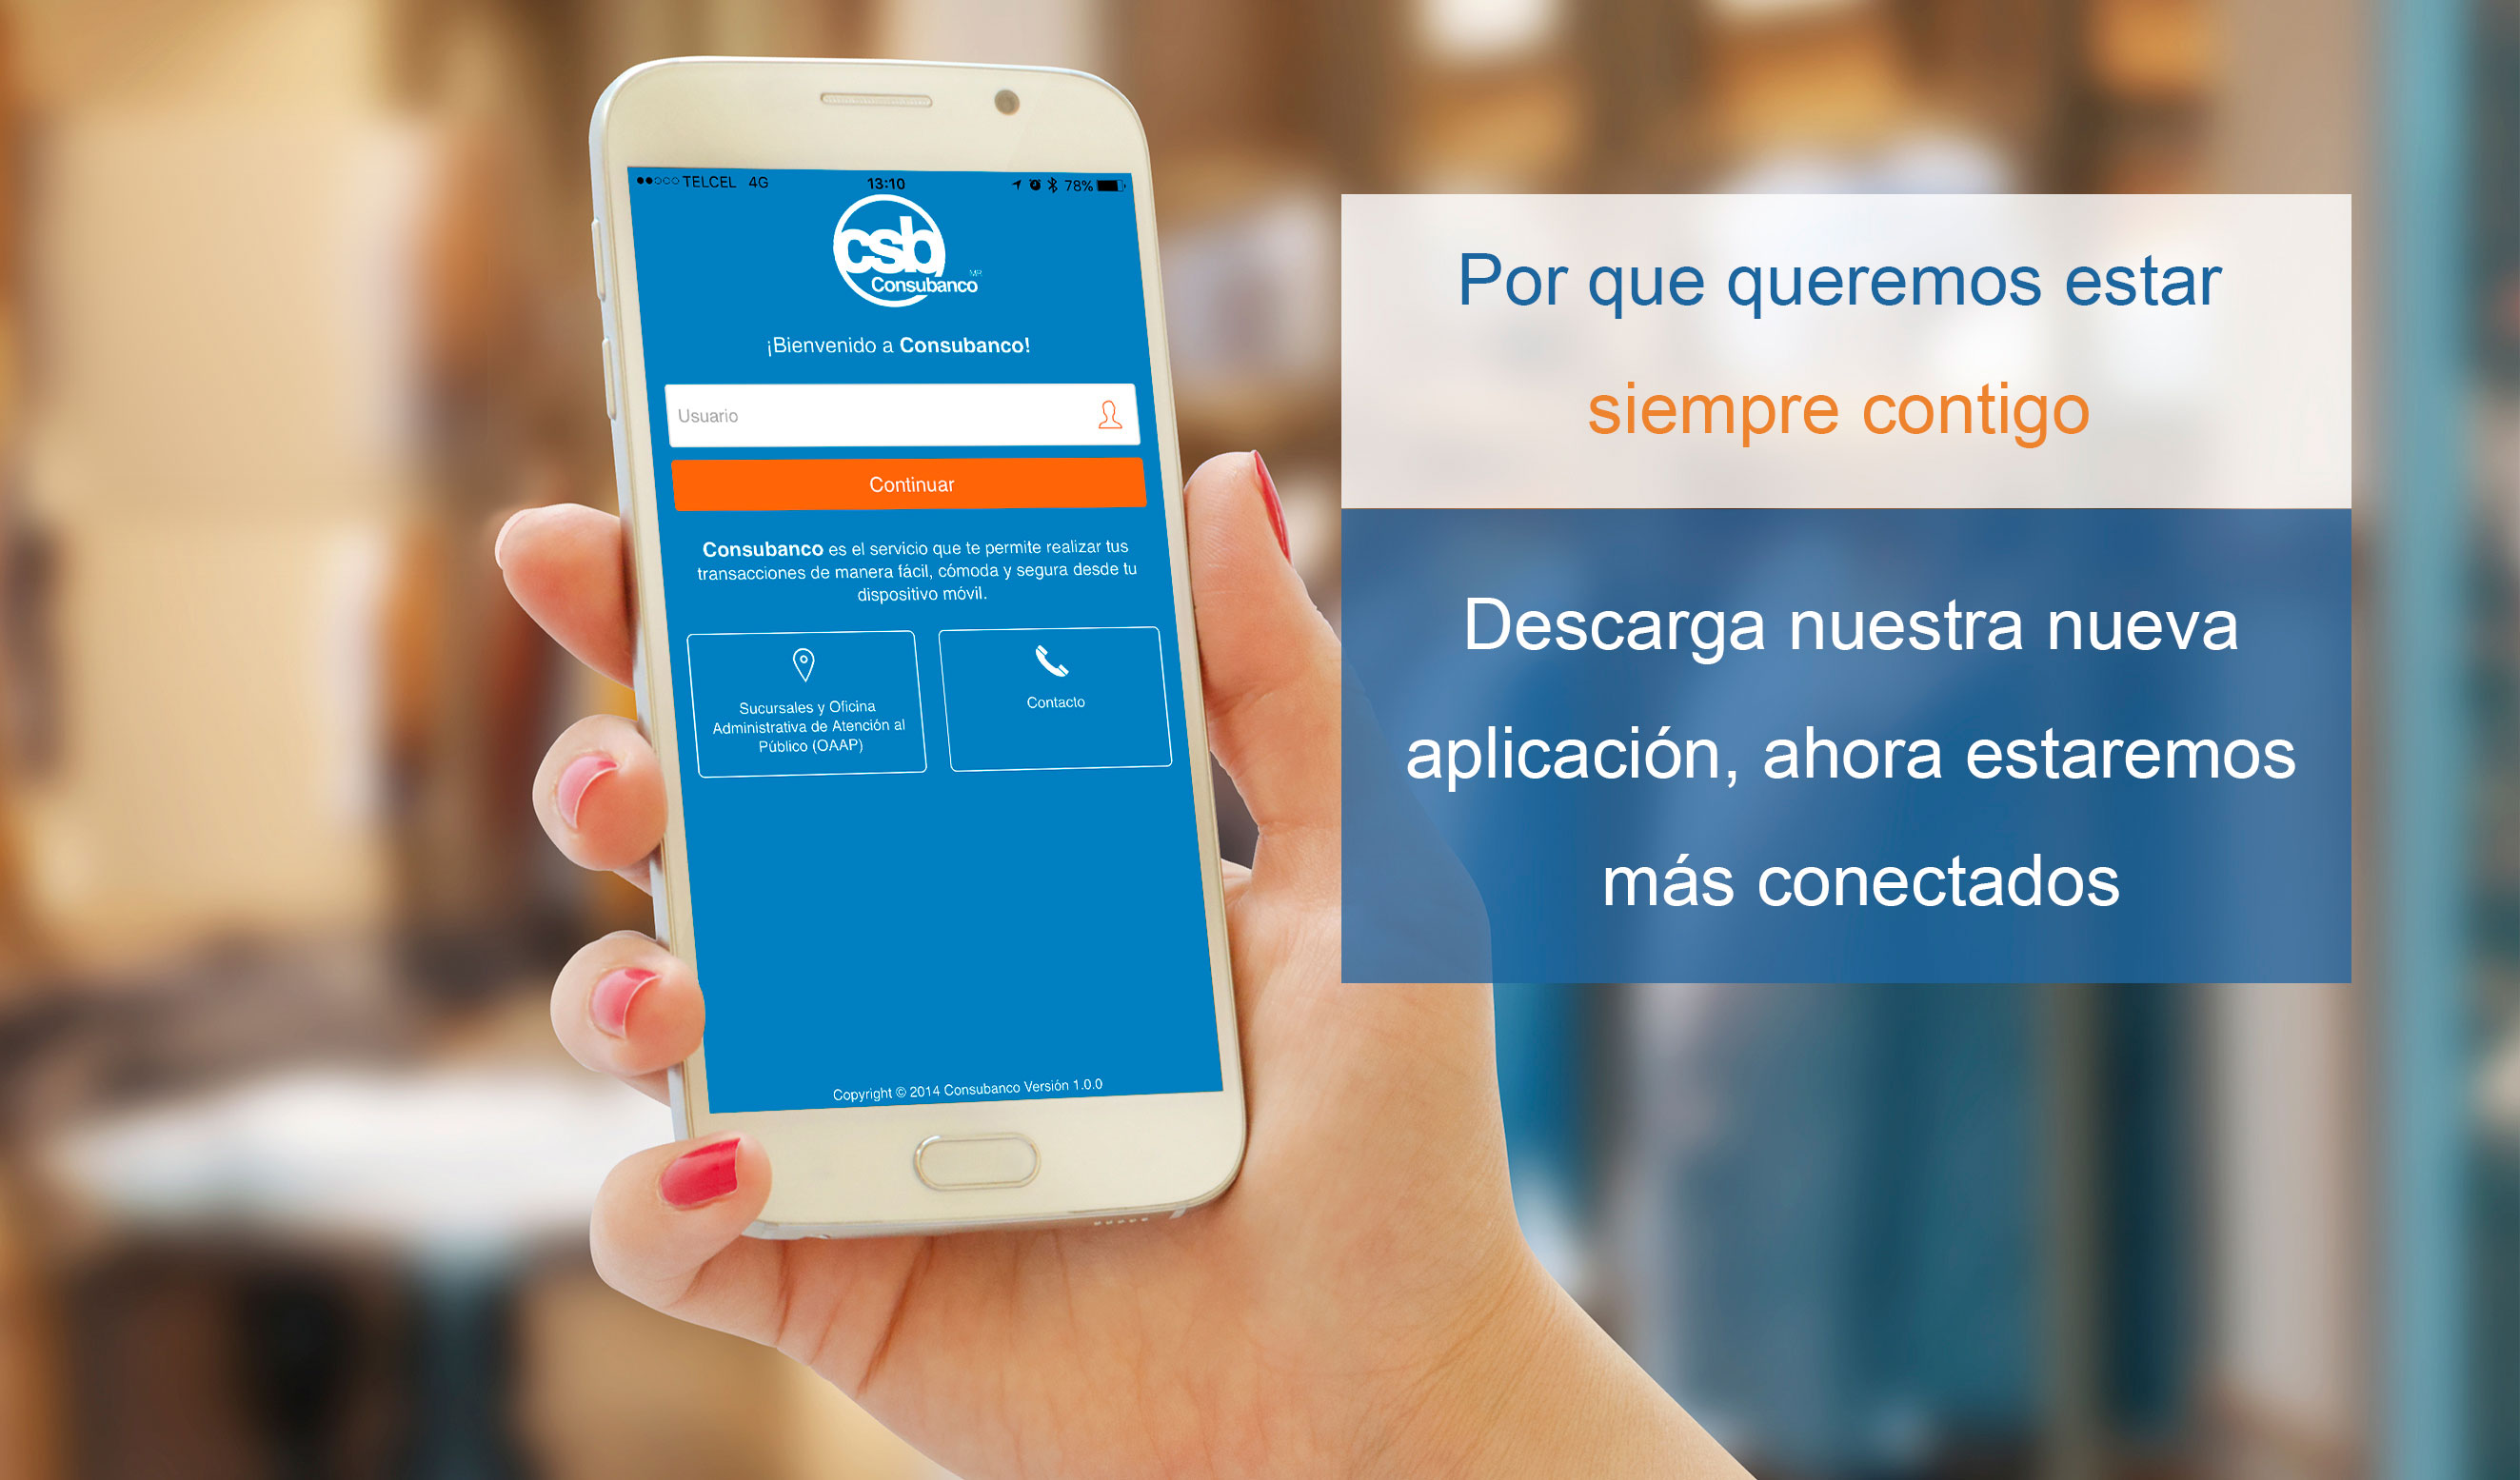 TELCEL 4G 13:10 78%
csb
Consubanco
MR
¡Bienvenido a Consubanco!
Usuario
Continuar
Consubanco es el servicio que te permite realizar tus
transacciones de manera fácil, cómoda y segura desde tu
dispositivo móvil.
Sucursales y Oficina
Administrativa de Atención al
Público (OAAP)
Contacto
Copyright © 2014 Consubanco Versión 1.0.0
Por que queremos estar
siempre contigo
Descarga nuestra nueva
aplicación, ahora estaremos
más conectados